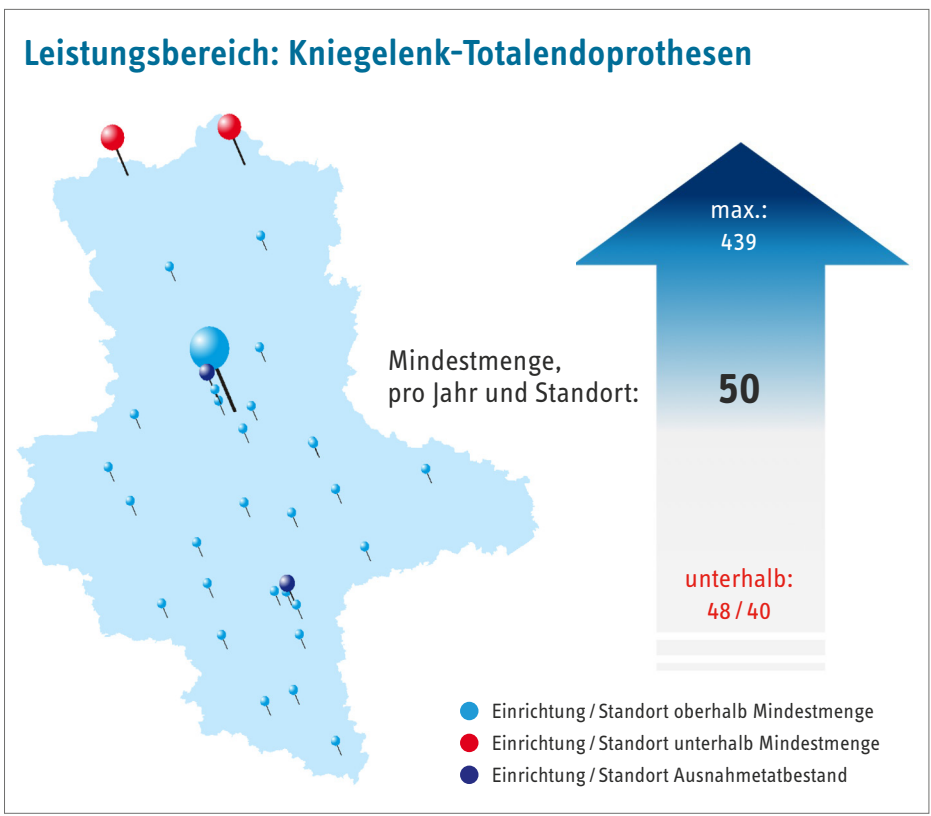 Leistungsbereich: Kniegelenk-Totalendoprothesen
max.:
439
Mindestmenge,
pro Jahr und Standort:
50
unterhalb:
48 / 40
Einrichtung / Standort oberhalb Mindestmenge
Einrichtung / Standort unterhalb Mindestmenge
Einrichtung / Standort Ausnahmetatbestand